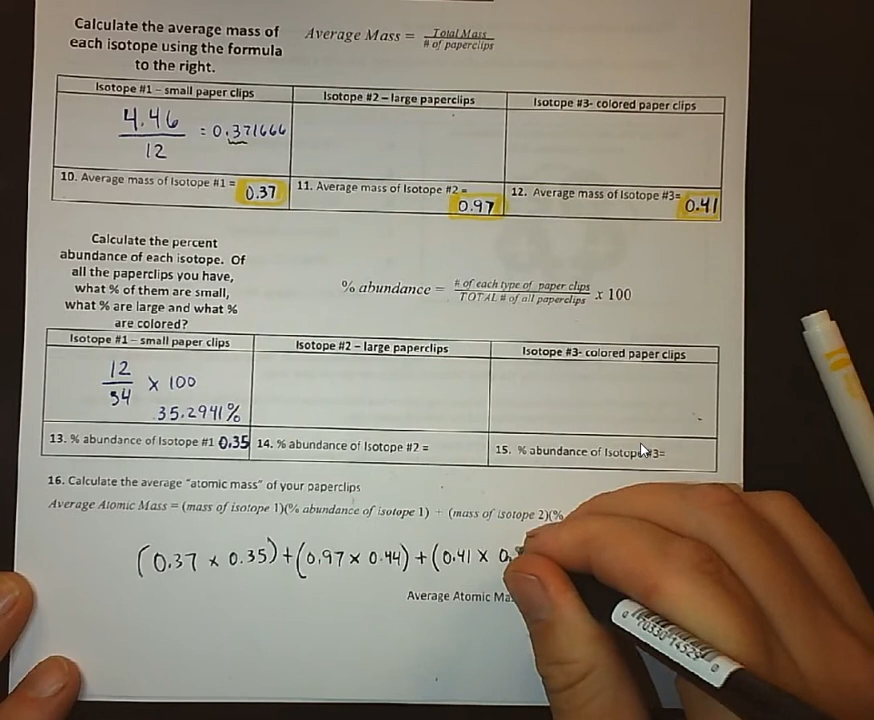 Calculate the average mass of
each isotope using the formula
to the right.
Average Mass = Total Mass / # of paperclips
Isotope #1 – small paper clips
Isotope #2 – large paperclips
Isotope #3- colored paper clips
4.46 / 12 = 0.371666
10. Average mass of Isotope #1 = 0.37
11. Average mass of Isotope #2 = 0.97
12. Average mass of Isotope #3= 0.41
Calculate the percent
abundance of each isotope. Of
all the paperclips you have,
what % of them are small,
what % are large and what %
are colored?
% abundance = # of each type of paper clips / TOTAL # of all paperclips x 100
Isotope #1 – small paper clips
Isotope #2 – large paperclips
Isotope #3- colored paper clips
12 / 34 x 100
35.2941%
13. % abundance of Isotope #1 0.35
14. % abundance of Isotope #2 =
15. % abundance of Isotope #3=
16. Calculate the average "atomic mass" of your paperclips
Average Atomic Mass = (mass of isotope 1)(% abundance of isotope 1) + (mass of isotope 2)(%
(0.37 x 0.35) + (0.97 x 0.44) + (0.41 x 0.
Average Atomic Ma
0 70330 14529